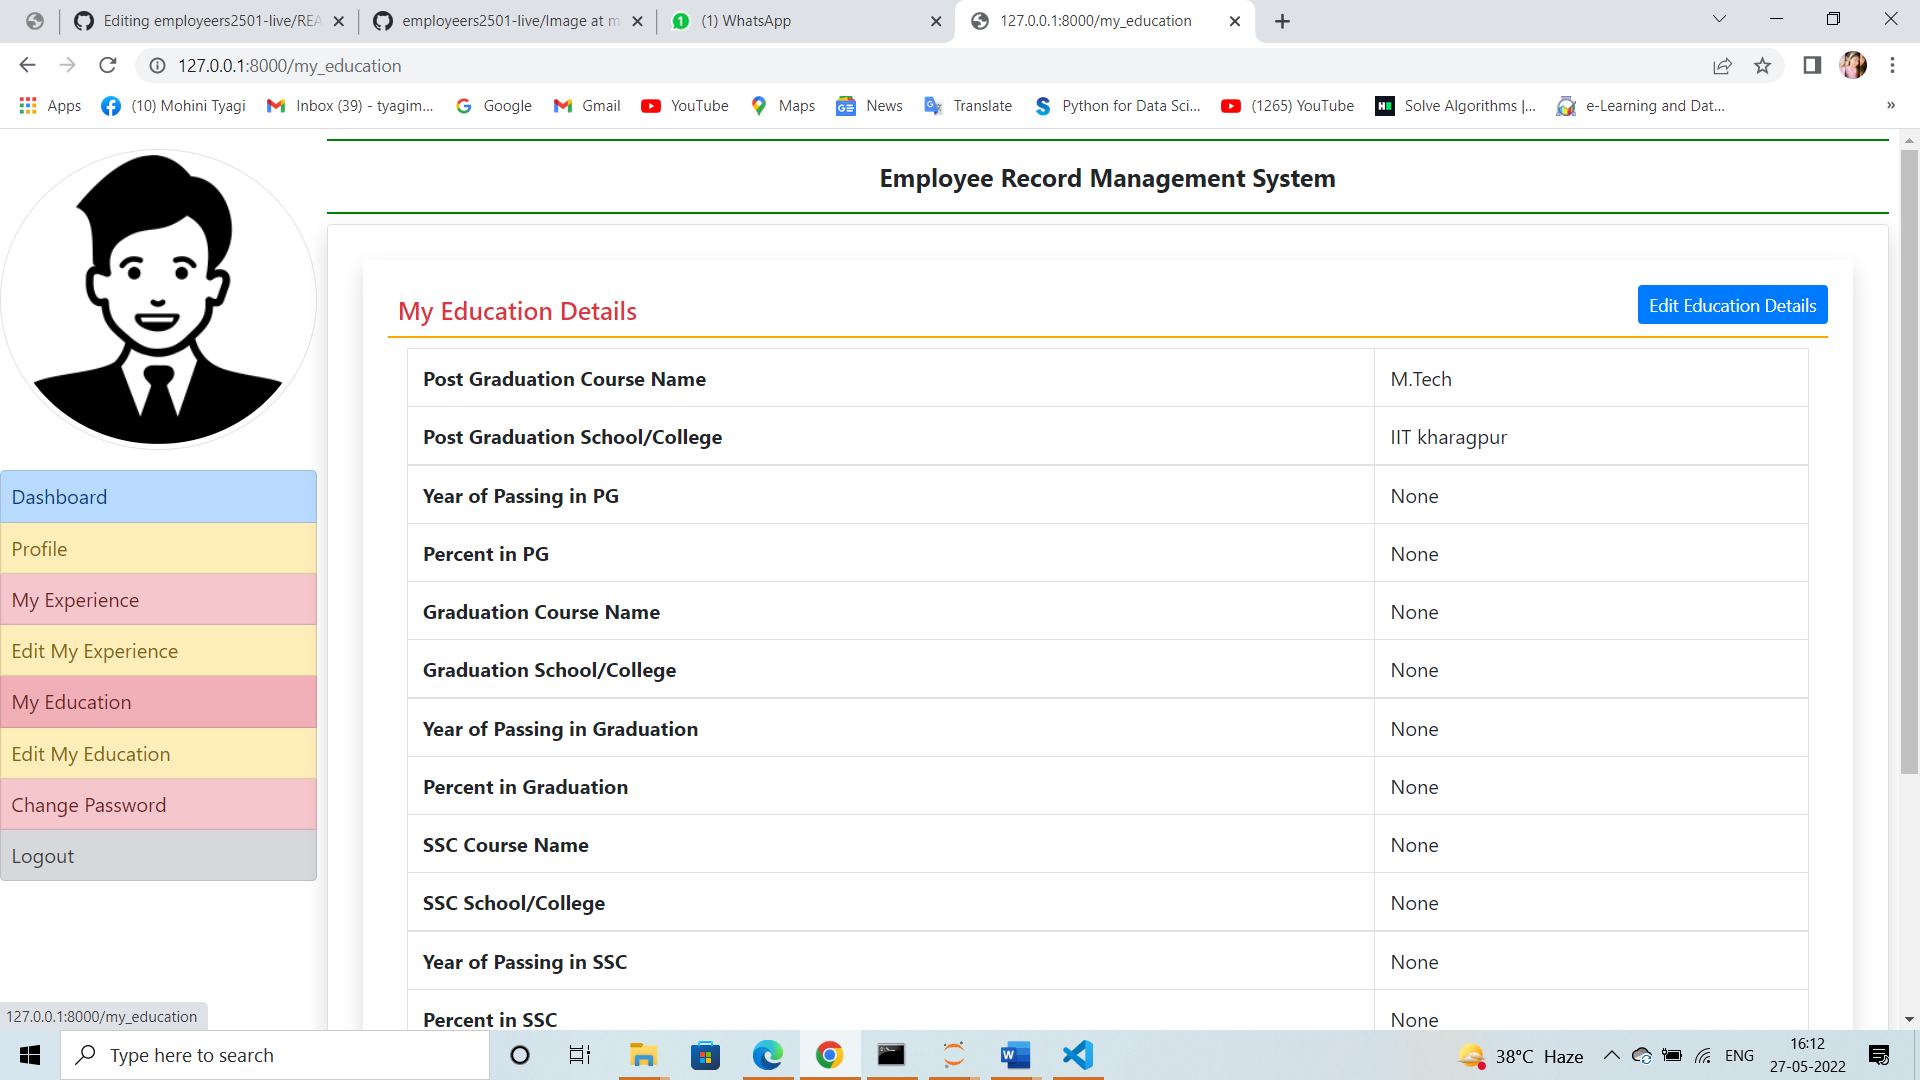 Editing employeers2501-live/REA
employeers2501-live/Image at m
(1) WhatsApp
127.0.0.1:8000/my_education
127.0.0.1:8000/my_education
Apps
(10) Mohini Tyagi
Inbox (39) - tyagim...
Google
Gmail
YouTube
Maps
News
Translate
Python for Data Sci...
(1265) YouTube
Solve Algorithms |...
e-Learning and Dat...
»
Employee Record Management System
My Education Details
Edit Education Details
Post Graduation Course Name M.Tech
Post Graduation School/College IIT kharagpur
Year of Passing in PG None
Percent in PG None
Graduation Course Name None
Graduation School/College None
Year of Passing in Graduation None
Percent in Graduation None
SSC Course Name None
SSC School/College None
Year of Passing in SSC None
Percent in SSC None
Dashboard
Profile
My Experience
Edit My Experience
My Education
Edit My Education
Change Password
Logout
127.0.0.1:8000/my_education
Type here to search
38°C Haze
ENG
16:12
27-05-2022